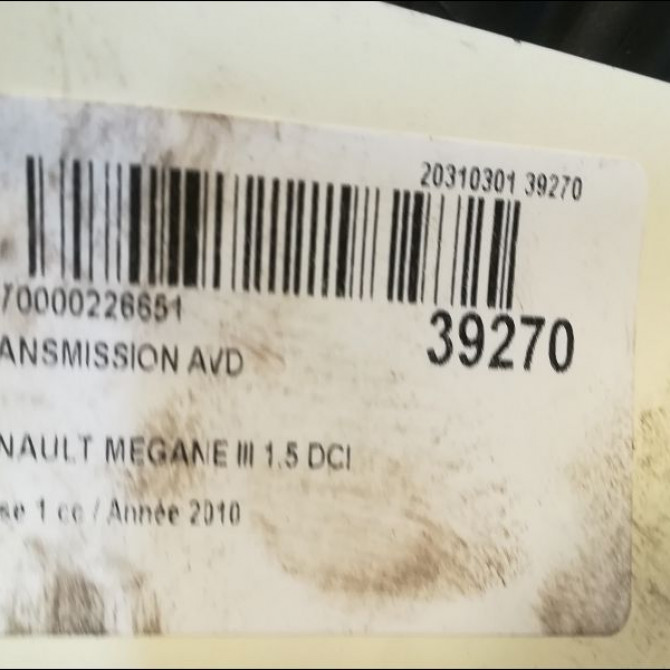 20310301 39270
70000226651
39270
ANSMISSION AVD
NAULT MEGANE III 1.5 DCI
se 1 cc / Année 2010